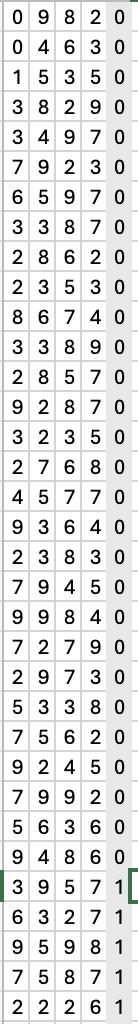 0 9 8 2 0
0 4 6 3 0
1 5 3 5 0
3 8 2 9 0
3 4 9 7 0
7 9 2 3 0
6 5 9 7 0
3 3 8 7 0
2 8 6 2 0
2 3 5 3 0
8 6 7 4 0
3 3 8 9 0
2 8 5 7 0
9 2 8 7 0
3 2 3 5 0
2 7 6 8 0
4 5 7 7 0
9 3 6 4 0
2 3 8 3 0
7 9 4 5 0
9 9 8 4 0
7 2 7 9 0
2 9 7 3 0
5 3 3 8 0
7 5 6 2 0
9 2 4 5 0
7 9 9 2 0
5 6 3 6 0
9 4 8 6 0
3 9 5 7 1
6 3 2 7 1
9 5 9 8 1
7 5 8 7 1
2 2 2 6 1